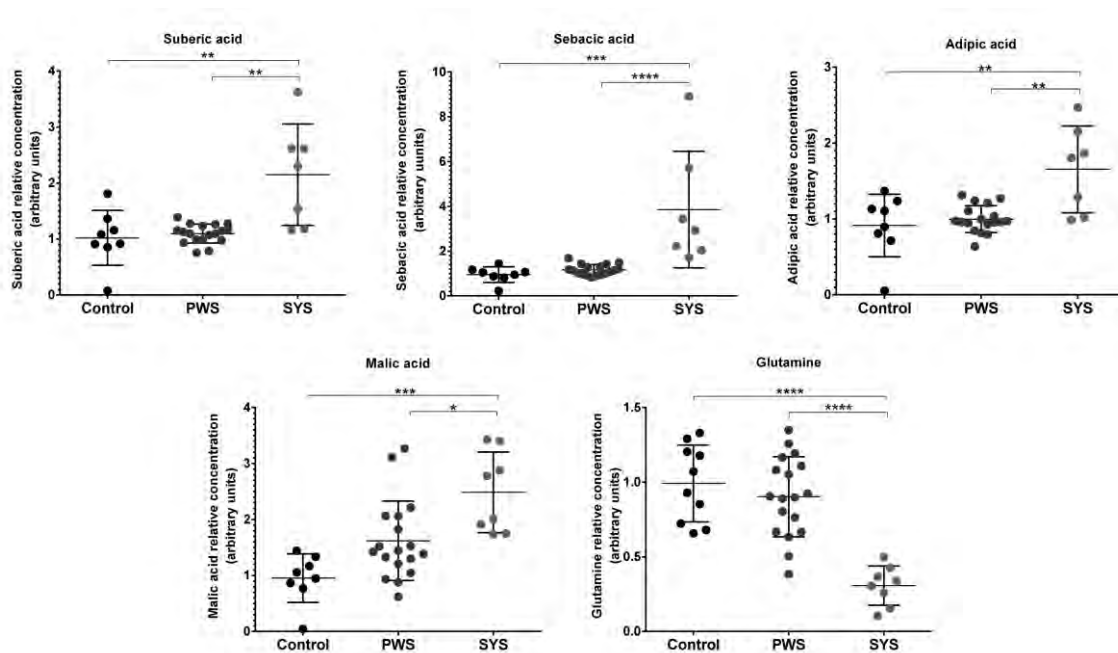 Suberic acid
**
**
Suberic acid relative concentration
(arbitrary uunits)
4
3
2
1
0
Control PWS SYS
Sebacic acid
***
****
Sebacic acid relative concentration
(arbitrary units)
10
8
6
4
2
0
Control PWS SYS
Adipic acid
**
**
Adipic acid relative concentration
(arbitrary units)
3
2
1
0
Control PWS SYS
Malic acid
***
*
Malic acid relative concentration
(arbitrary units)
4
3
2
1
0
Control PWS SYS
Glutamine
****
****
Glutamine relative concentration
(arbitrary units)
1.5
1.0
0.5
0.0
Control PWS SYS